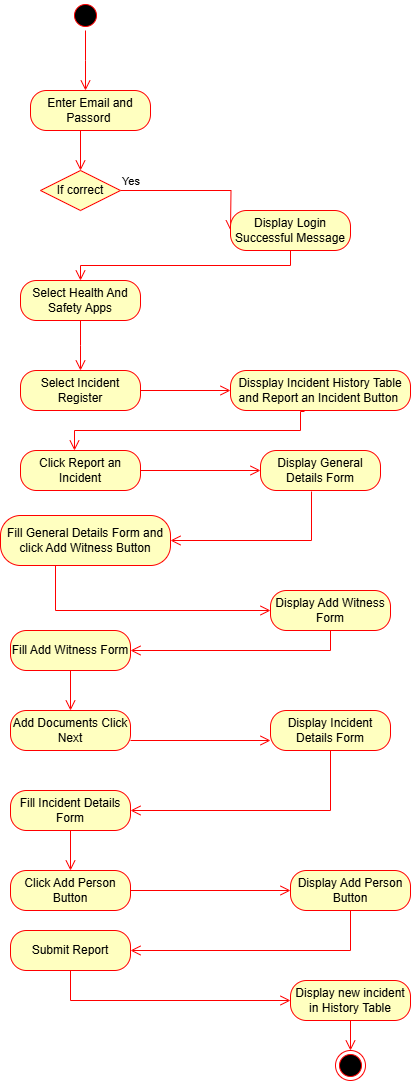 Enter Email and
Passord
If correct
Yes
Display Login
Successful Message
Select Health And
Safety Apps
Select Incident
Register
Dissplay Incident History Table
and Report an Incident Button
Click Report an
Incident
Display General
Details Form
Fill General Details Form and
click Add Witness Button
Display Add Witness
Form
Fill Add Witness Form
Add Documents Click
Next
Display Incident
Details Form
Fill Incident Details
Form
Click Add Person
Button
Display Add Person
Button
Submit Report
Display new incident
in History Table